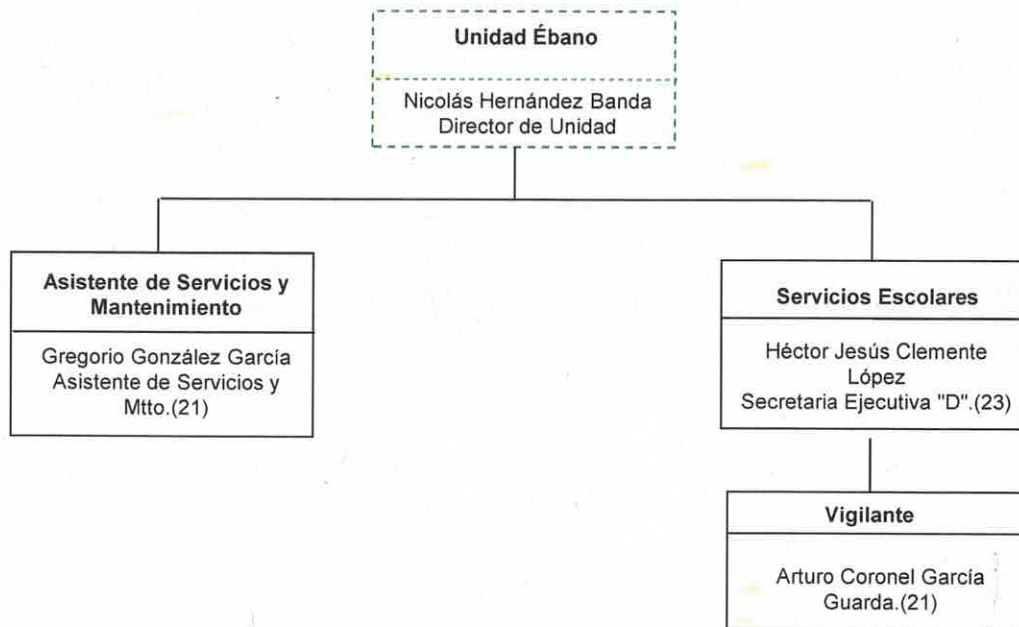 Unidad Ébano
Nicolás Hernández Banda
Director de Unidad
Asistente de Servicios y
Mantenimiento
Gregorio González García
Asistente de Servicios y
Mtto.(21)
Servicios Escolares
Héctor Jesús Clemente
López
Secretaria Ejecutiva "D".(23)
Vigilante
Arturo Coronel García
Guarda.(21)